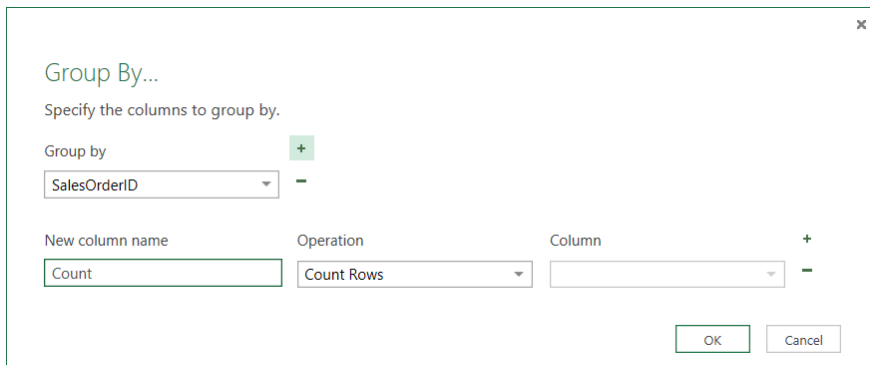 Group By...
Specify the columns to group by.
Group by +
SalesOrderID −
New column name Operation Column +
Count Count Rows −
OK Cancel